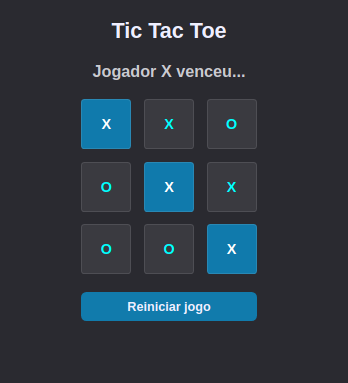 Tic Tac Toe
Jogador X venceu...
X X O
O X X
O O X
Reiniciar jogo